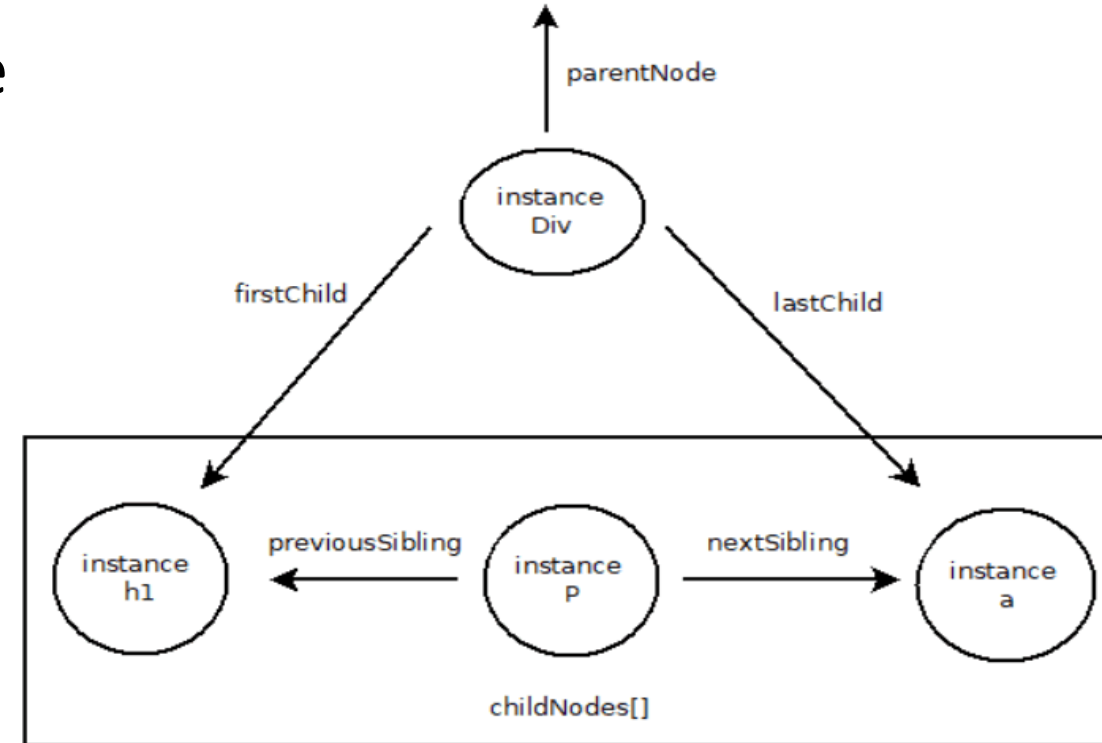 e
parentNode
instance
Div
firstChild
lastChild
instance
h1
previousSibling
instance
P
nextSibling
instance
a
childNodes[]